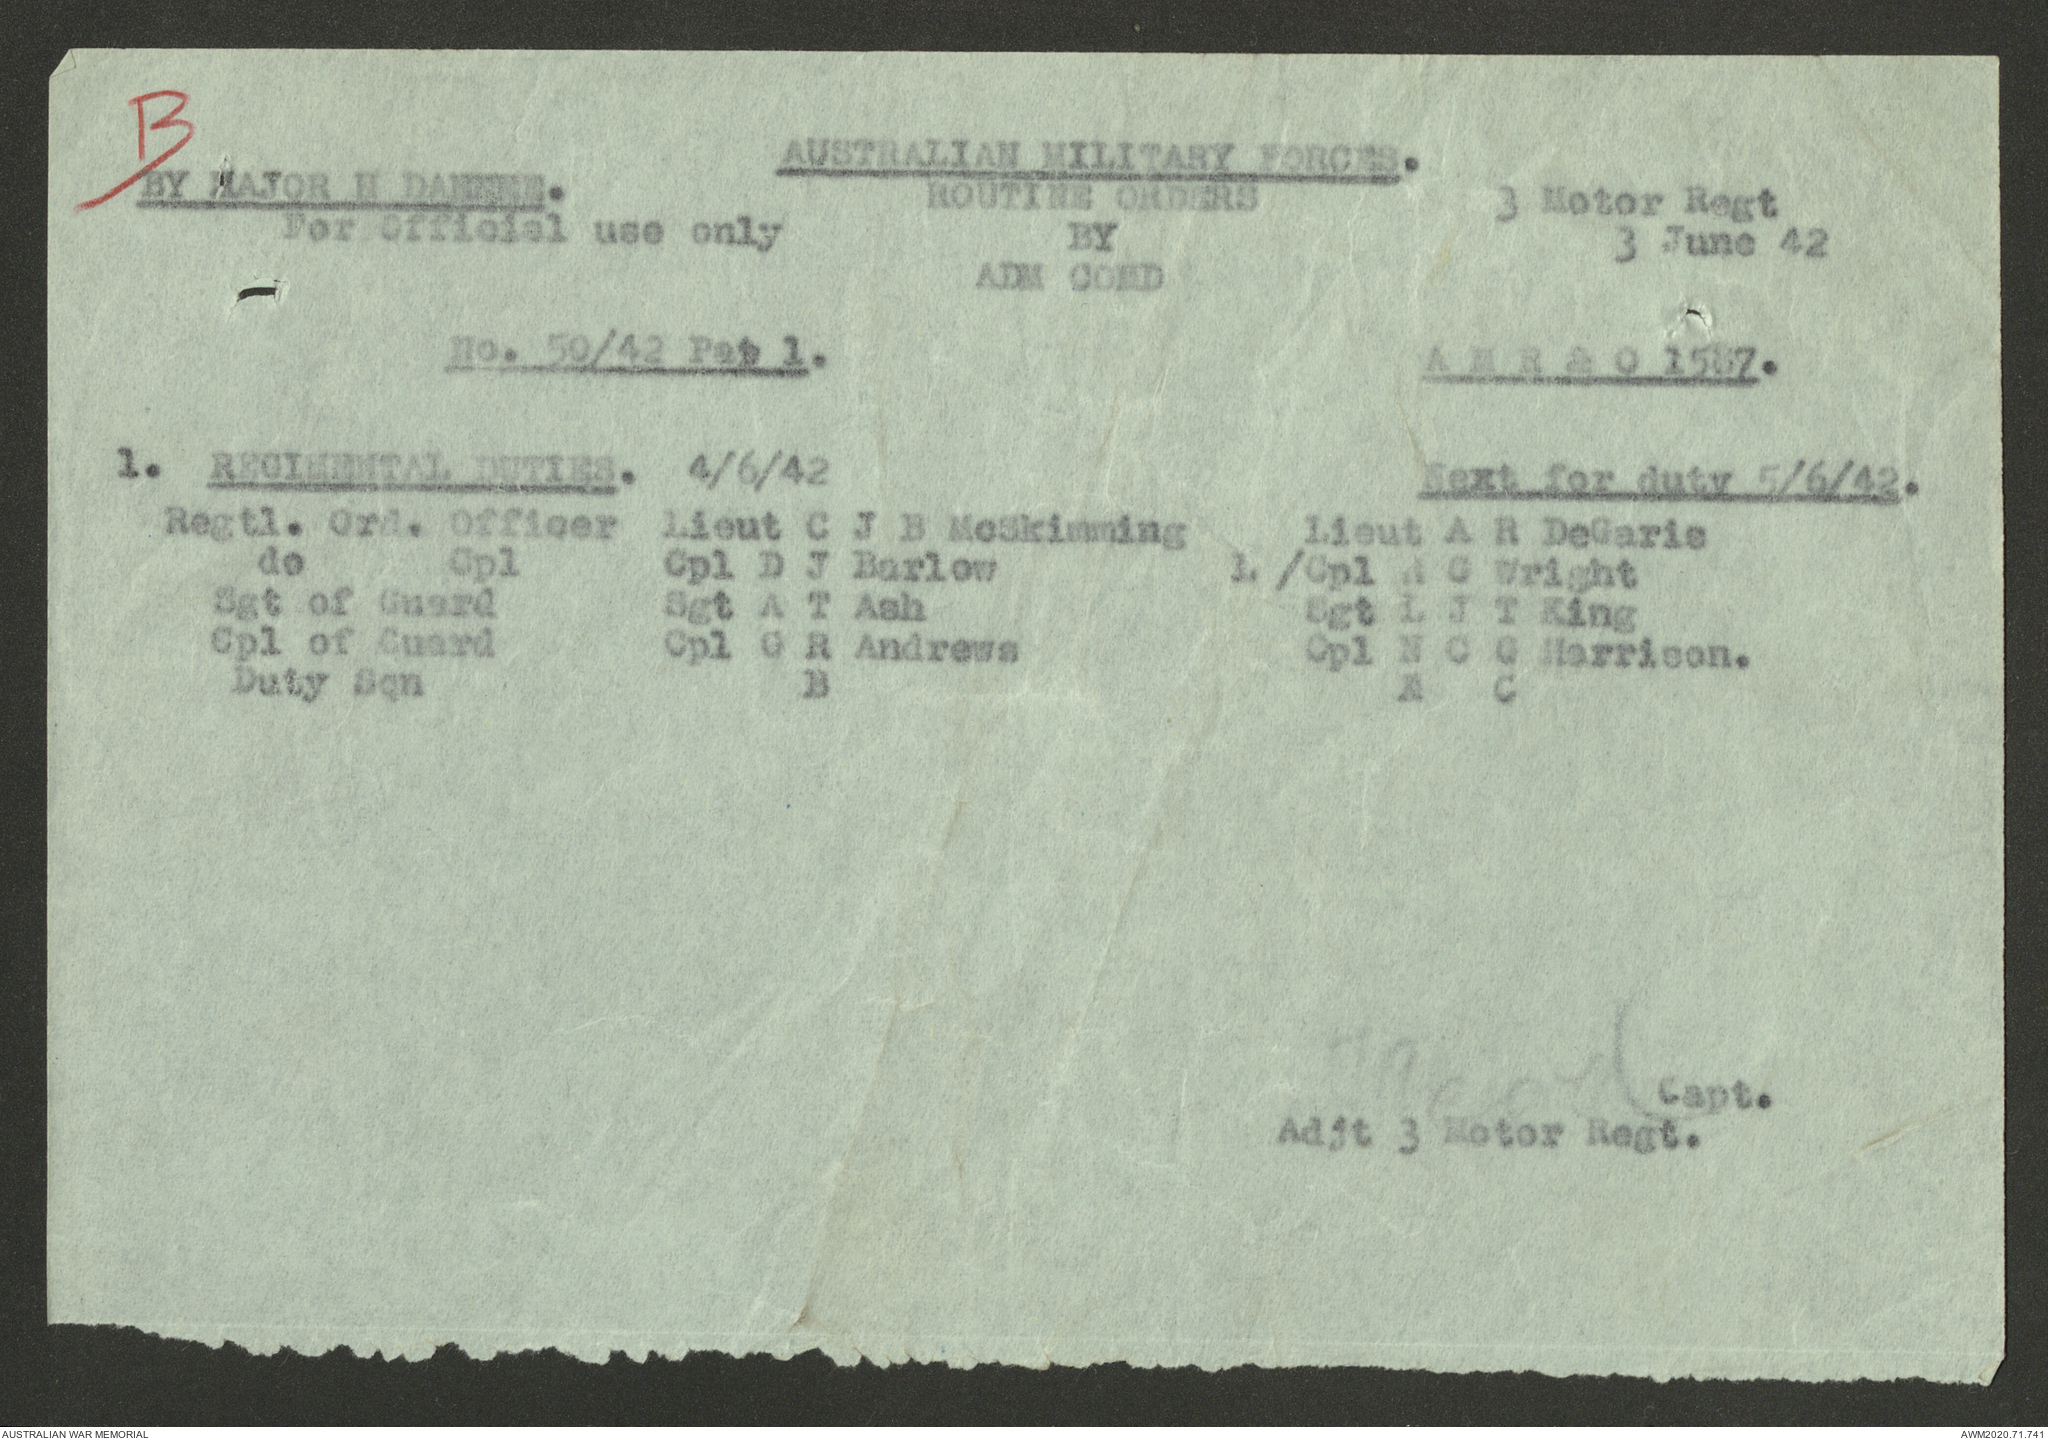 B
AUSTRALIAN MILITARY FORCES.
BY MAJOR H
ROUTINE ORDERS
3 Motor Regt
For Official use only
BY
3 June 42
ADM COMD
No. 50/42 Pat 1.
A M R & O 1587.
1. REGIMENTAL DUTIES. 4/6/42 Next for duty 5/6/42.
Regtl. Ord. Officer Lieut C J B McSkimming Lieut A R DeGaris
do Cpl Cpl D J Barlow L /Cpl G Wright
Sgt of Guard Sgt A T Ash Sgt L J T King
Cpl of Guard Cpl G R Andrews Cpl N C G Harrison.
Duty Sqn B C
Capt.
Adjt 3 Motor Regt.
AUSTRALIAN WAR MEMORIAL
AWM2020.71.741